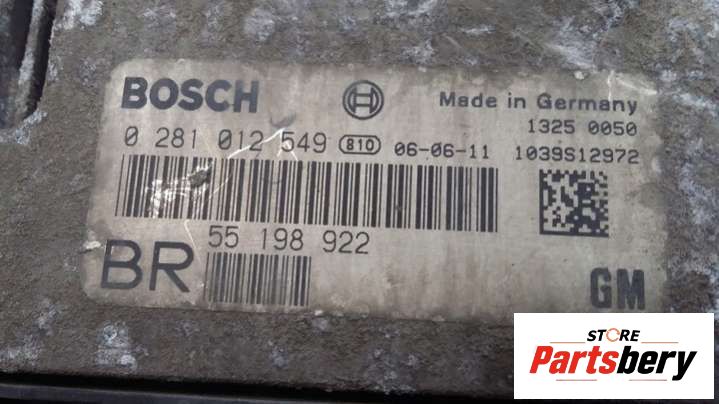 BOSCH
Made in Germany
1325 0050
0 281 012 549 810 06-06-11 1039S12972
55 198 922
BR
GM
STORE
Partsbery